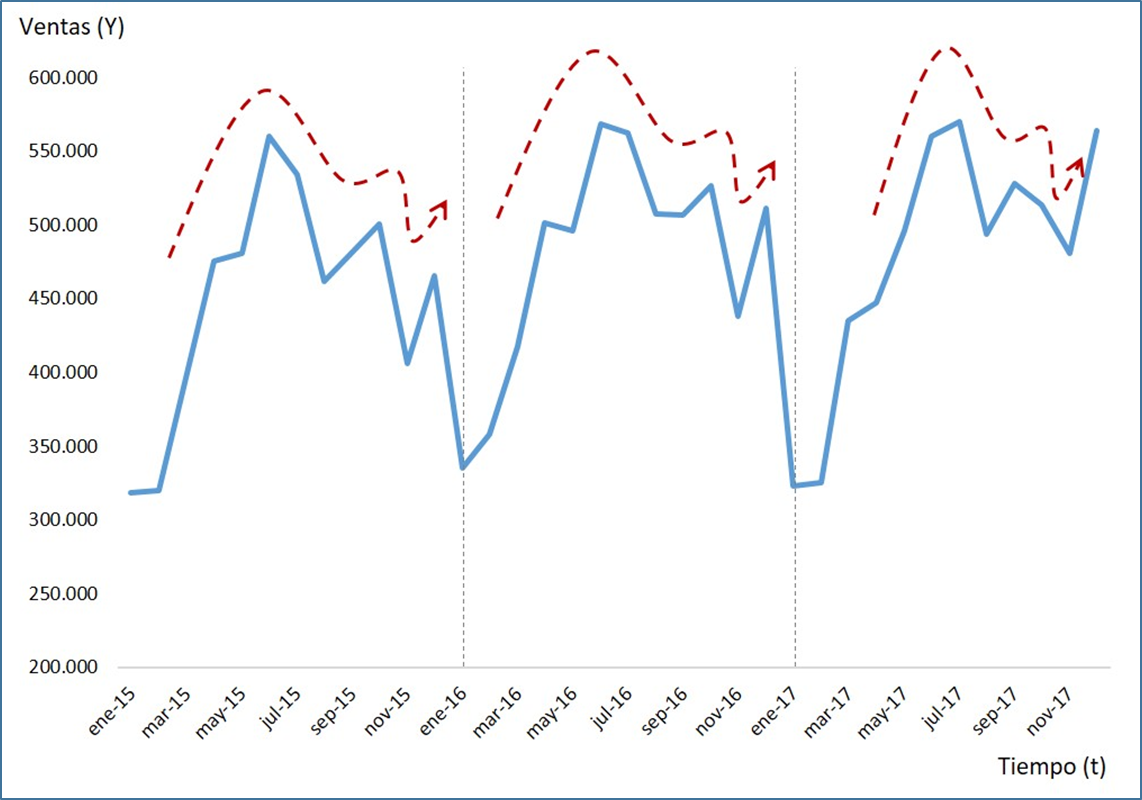 Ventas (Y)
600.000
550.000
500.000
450.000
400.000
350.000
300.000
250.000
200.000
ene-15
mar-15
may-15
jul-15
sep-15
nov-15
ene-16
mar-16
may-16
jul-16
sep-16
nov-16
ene-17
mar-17
may-17
jul-17
sep-17
nov-17
Tiempo (t)